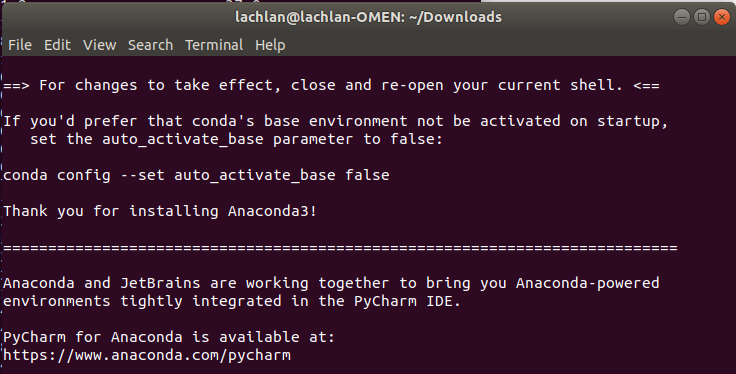 lachlan@lachlan-OMEN: ~/Downloads
File Edit View Search Terminal Help
==> For changes to take effect, close and re-open your current shell. <==
If you'd prefer that conda's base environment not be activated on startup,
set the auto_activate_base parameter to false:
conda config --set auto_activate_base false
Thank you for installing Anaconda3!
===========================================================================
Anaconda and JetBrains are working together to bring you Anaconda-powered
environments tightly integrated in the PyCharm IDE.
PyCharm for Anaconda is available at:
https://www.anaconda.com/pycharm